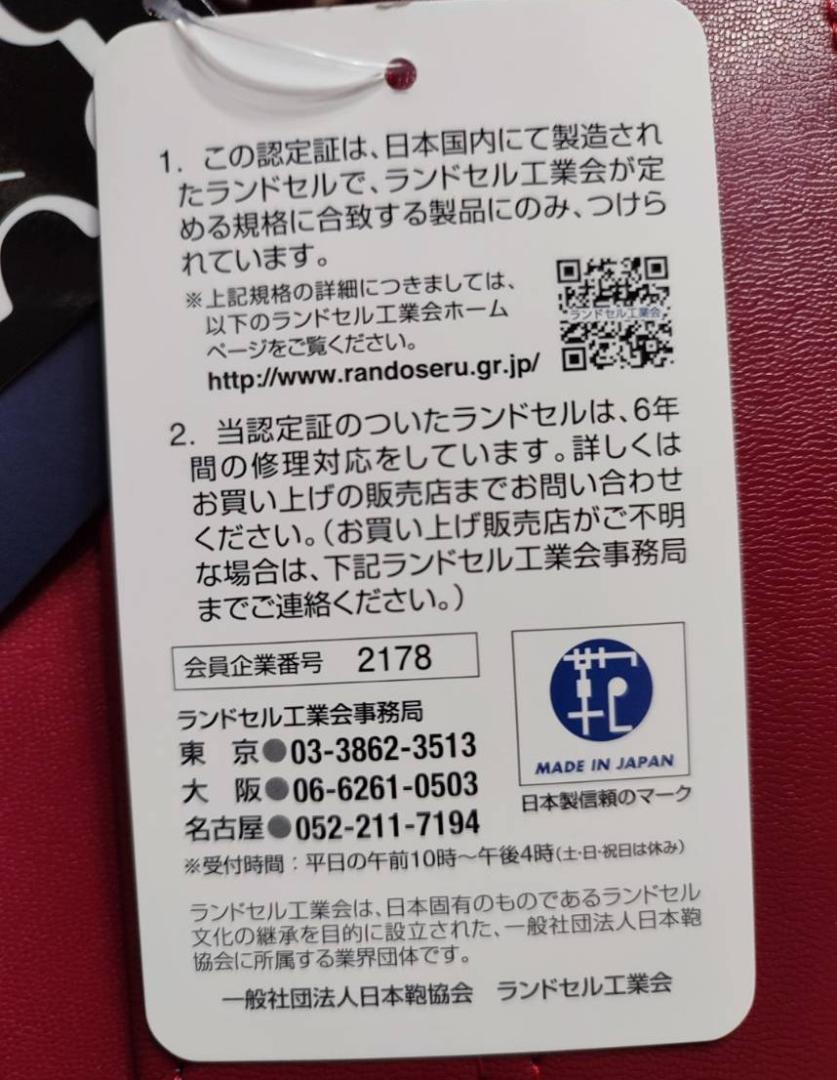 1. この認定証は、日本国内にて製造され
たランドセルで、ランドセル工業会が定
める規格に合致する製品にのみ、つけら
れています。
※上記規格の詳細につきましては、
以下のランドセル工業会ホーム
ページをご覧ください。
http://www.randoseru.gr.jp/
ランドセル工業会
2. 当認定証のついたランドセルは、6年
間の修理対応をしています。詳しくは
お買い上げの販売店までお問い合わせ
ください。(お買い上げ販売店がご不明
な場合は、下記ランドセル工業会事務局
までご連絡ください。)
会員企業番号 2178
ランドセル工業会事務局
東 京●03-3862-3513
大 阪●06-6261-0503
名古屋●052-211-7194
※受付時間：平日の午前10時～午後4時(土・日・祝日は休み)
MADE IN JAPAN
日本製信頼のマーク
ランドセル工業会は、日本固有のものであるランドセル
文化の継承を目的に設立された、一般社団法人日本鞄
協会に所属する業界団体です。
一般社団法人日本鞄協会 ランドセル工業会